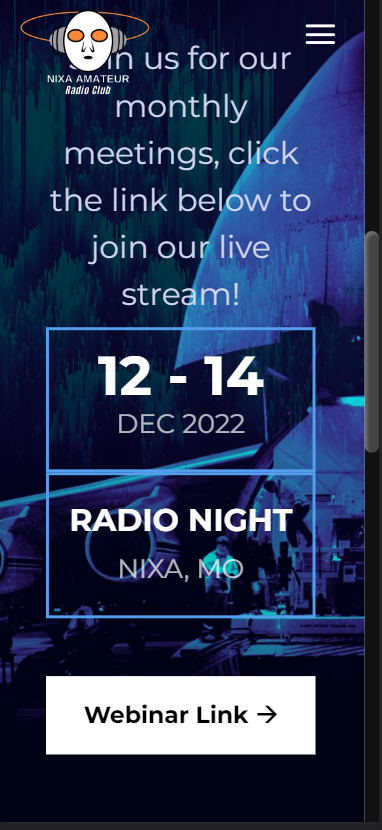 NIXA AMATEUR
Radio Club
in us for our
monthly
meetings, click
the link below to
join our live
stream!
12 - 14
DEC 2022
RADIO NIGHT
NIXA, MO
Webinar Link →